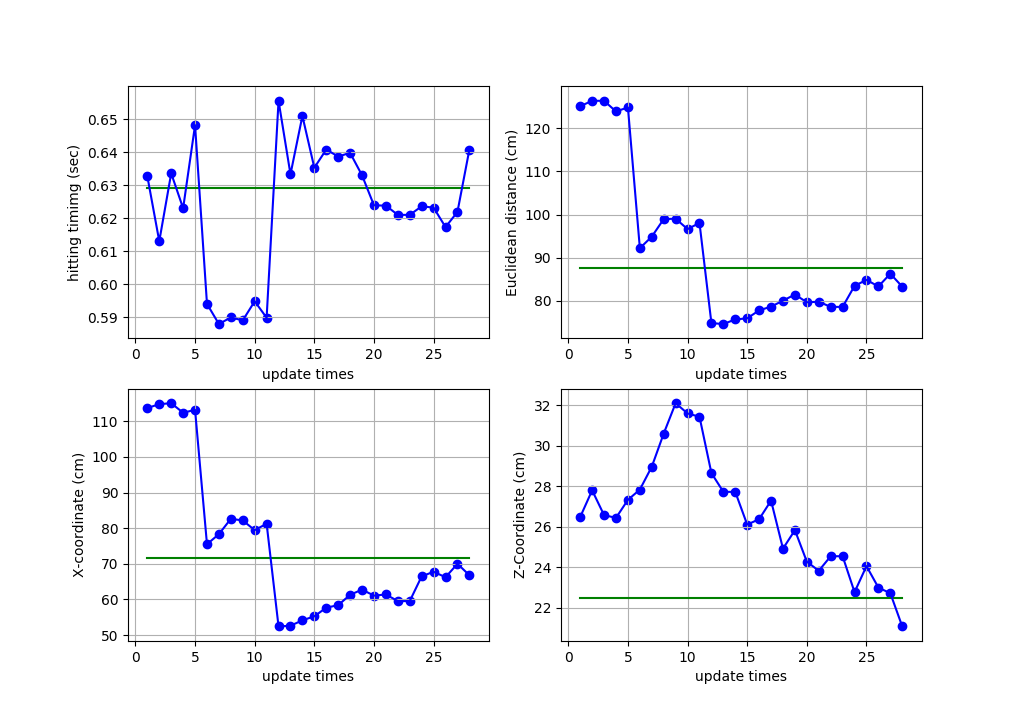 0.65
0.64
0.63
0.62
0.61
0.60
0.59
hitting timimg (sec)
0 5 10 15 20 25
update times
120
110
100
90
80
Euclidean distance (cm)
0 5 10 15 20 25
update times
110
100
90
80
70
60
50
X-coordinate (cm)
0 5 10 15 20 25
update times
32
30
28
26
24
22
Z-Coordinate (cm)
0 5 10 15 20 25
update times